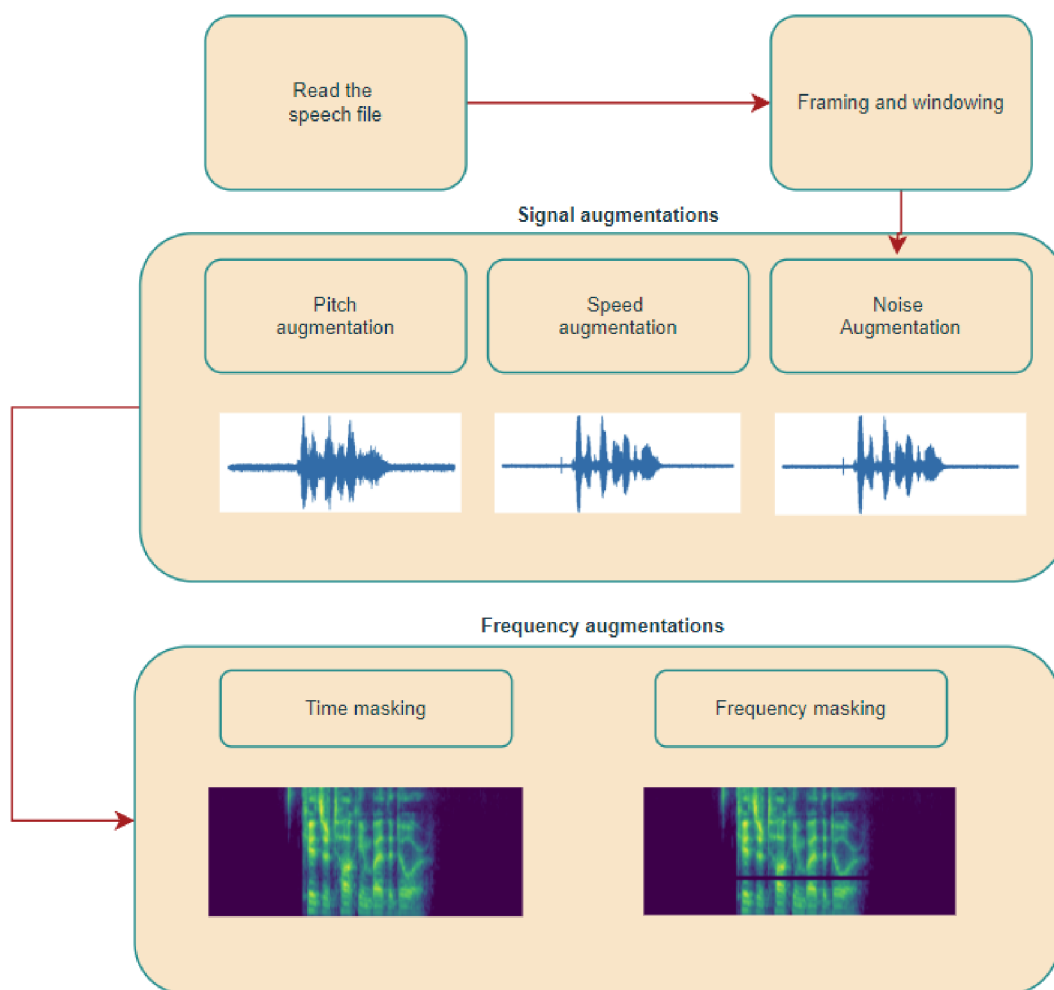 Read the
speech file
Framing and windowing
Signal augmentations
Pitch
augmentation
Speed
augmentation
Noise
Augmentation
Frequency augmentations
Time masking
Frequency masking